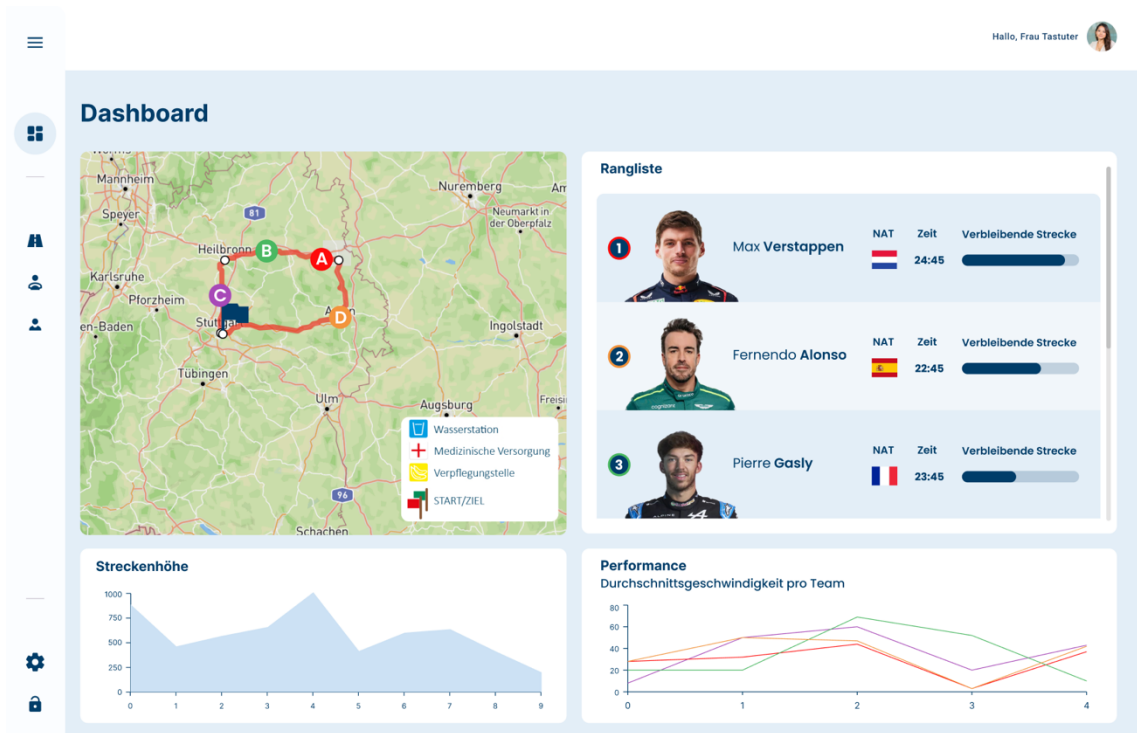 Hallo, Frau Tastuter
Dashboard
Mannheim
Nuremberg
Speyer
81
Neumarkt in
der Oberpfalz
Heilbronn
B
A
Karlsruhe
Pforzheim
C
D
en-Baden
Ingolstadt
Tübingen
Ulm
Augsburg
Freisi
Wasserstation
Medizinische Versorgung
Verpflegungstelle
START/ZIEL
96
Schachen
Rangliste
1
Max Verstappen
NAT Zeit Verbleibende Strecke
24:45
2
Fernendo Alonso
NAT Zeit Verbleibende Strecke
22:45
3
Pierre Gasly
NAT Zeit Verbleibende Strecke
23:45
Streckenhöhe
1000
750
500
250
0
0 1 2 3 4 5 6 7 8 9
Performance
Durchschnittsgeschwindigkeit pro Team
80
60
40
20
0
0 1 2 3 4